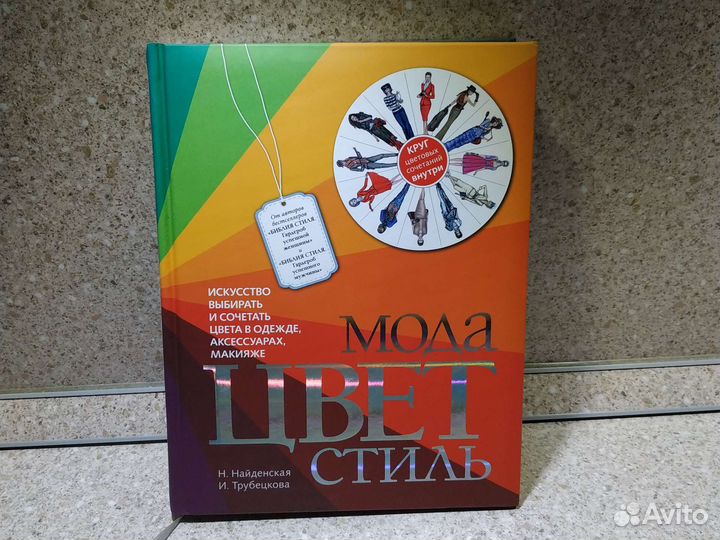 КРУГ
цветовых
сочетаний
внутри
От авторов
бестселлеров
«БИБЛИЯ СТИЛЯ.
Гардероб
успешной
женщины»
и
«БИБЛИЯ СТИЛЯ.
Гардероб
успешного
мужчины»
ИСКУССТВО
ВЫБИРАТЬ
И СОЧЕТАТЬ
ЦВЕТА В ОДЕЖДЕ,
АКСЕССУАРАХ,
МАКИЯЖЕ
МОДА
ЦВЕТ
СТИЛЬ
Н. Найденская
И. Трубецкова
Avito